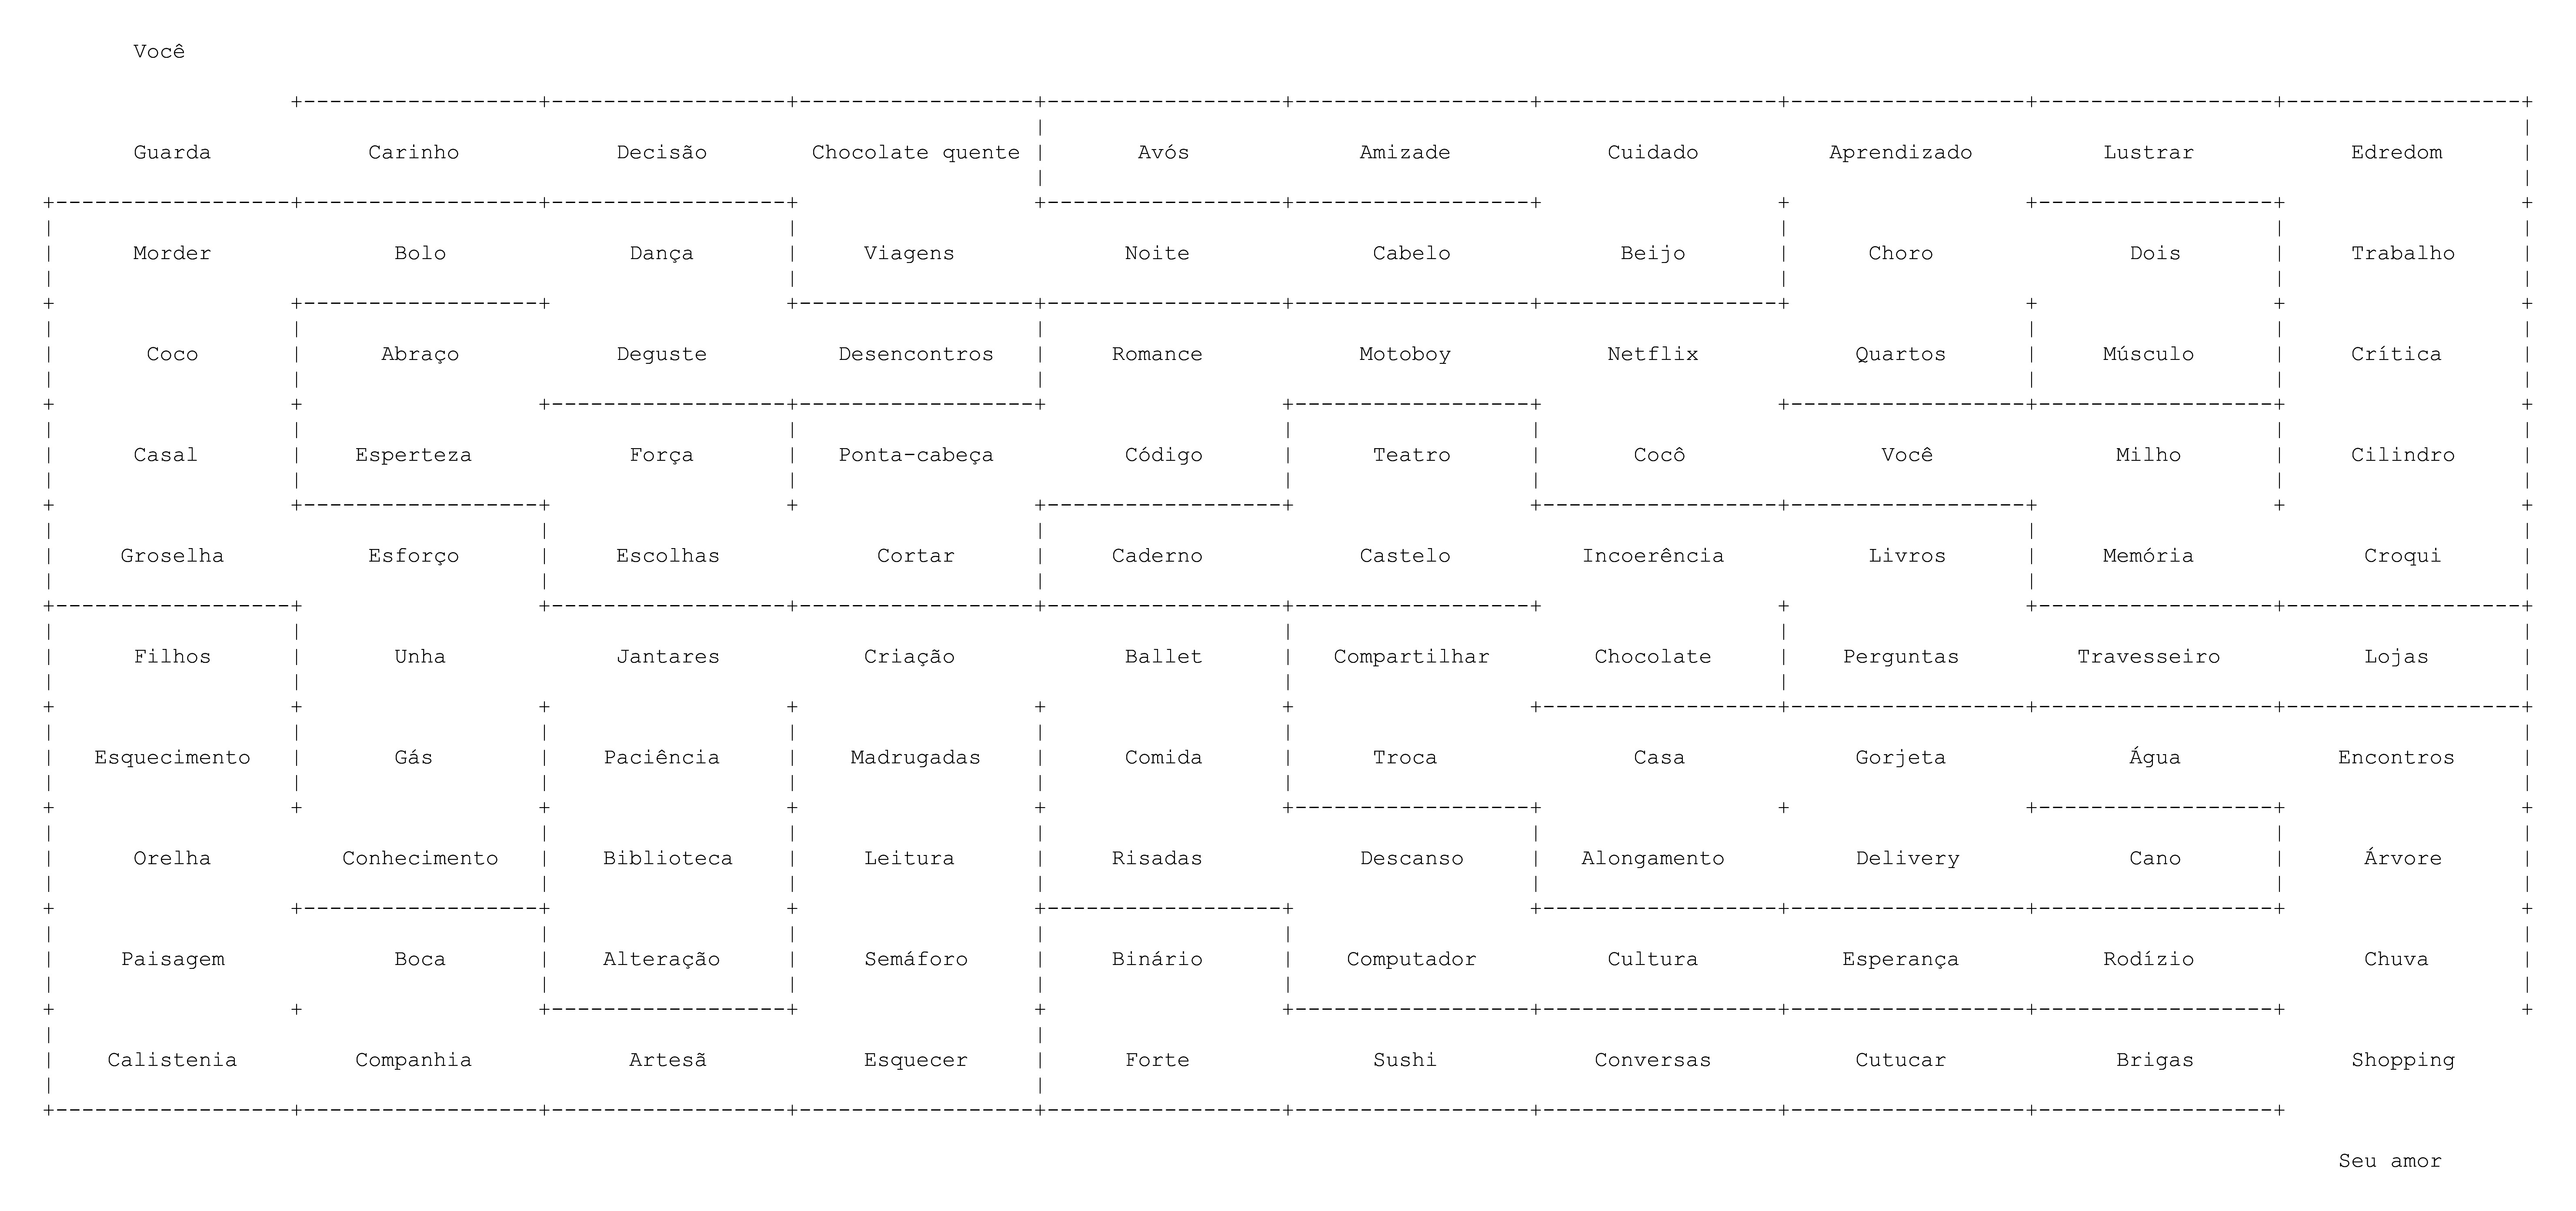 Você
Guarda Carinho Decisão Chocolate quente Avós Amizade Cuidado Aprendizado Lustrar Edredom
Morder Bolo Dança Viagens Noite Cabelo Beijo Choro Dois Trabalho
Coco Abraço Deguste Desencontros Romance Motoboy Netflix Quartos Músculo Crítica
Casal Esperteza Força Ponta-cabeça Código Teatro Cocô Você Milho Cilindro
Groselha Esforço Escolhas Cortar Caderno Castelo Incoerência Livros Memória Croqui
Filhos Unha Jantares Criação Ballet Compartilhar Chocolate Perguntas Travesseiro Lojas
Esquecimento Gás Paciência Madrugadas Comida Troca Casa Gorjeta Água Encontros
Orelha Conhecimento Biblioteca Leitura Risadas Descanso Alongamento Delivery Cano Árvore
Paisagem Boca Alteração Semáforo Binário Computador Cultura Esperança Rodízio Chuva
Calistenia Companhia Artesã Esquecer Forte Sushi Conversas Cutucar Brigas Shopping
Seu amor